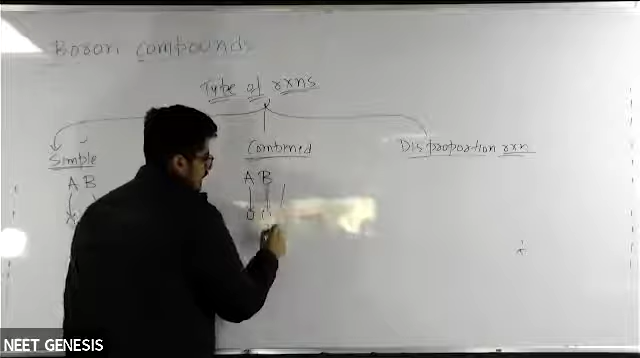 Boron compounds
Type of rxns
Simple
Combined
Disproportion rxn
A B
A B
NEET GENESIS